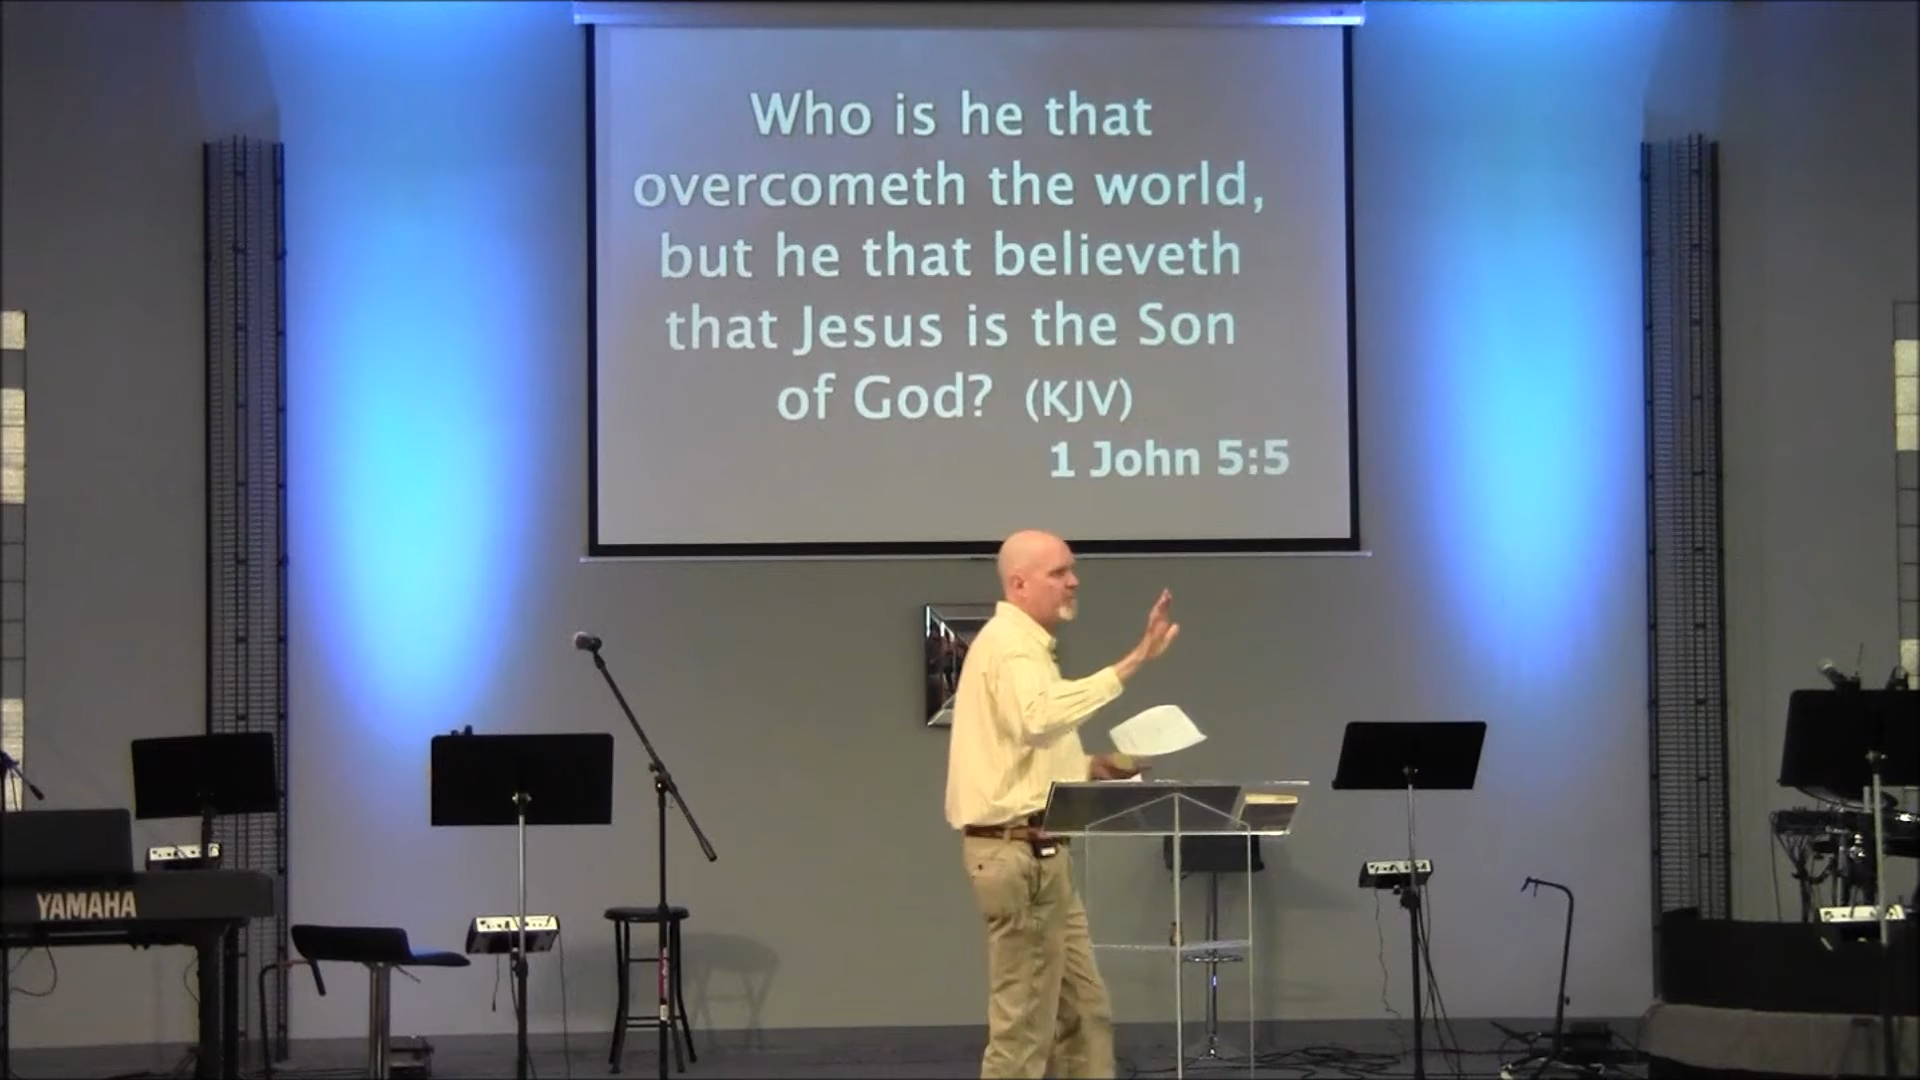 Who is he that
overcometh the world,
but he that believeth
that Jesus is the Son
of God? (KJV)
1 John 5:5
YAMAHA